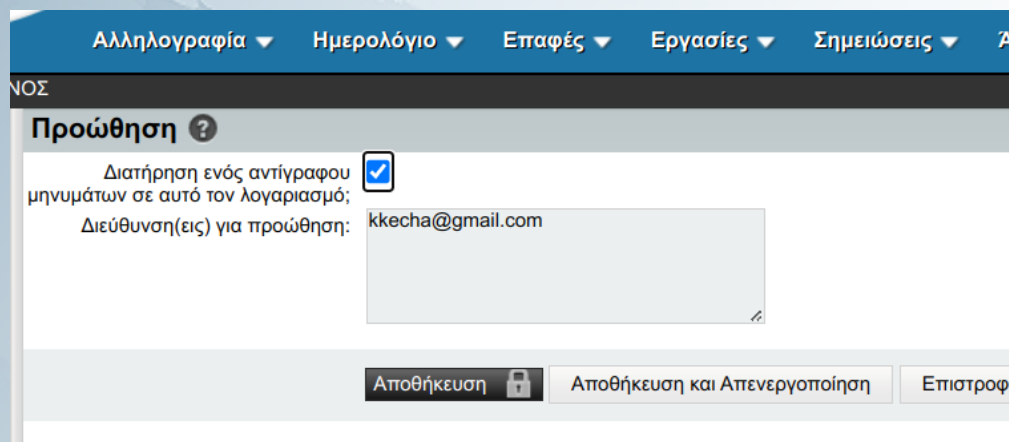 Αλληλογραφία Ημερολόγιο Επαφές Εργασίες Σημειώσεις
ΝΟΣ
Προώθηση ?
Διατήρηση ενός αντίγραφου
μηνυμάτων σε αυτό τον λογαριασμό;
Διεύθυνση(εις) για προώθηση: kkecha@gmail.com
Αποθήκευση Αποθήκευση και Απενεργοποίηση Επιστροφ